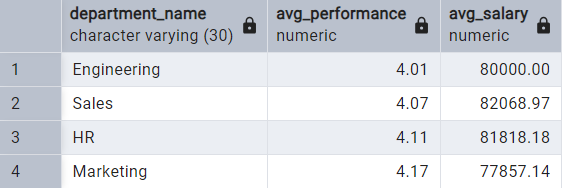 department_name avg_performance avg_salary
character varying (30) numeric numeric
1 Engineering 4.01 80000.00
2 Sales 4.07 82068.97
3 HR 4.11 81818.18
4 Marketing 4.17 77857.14